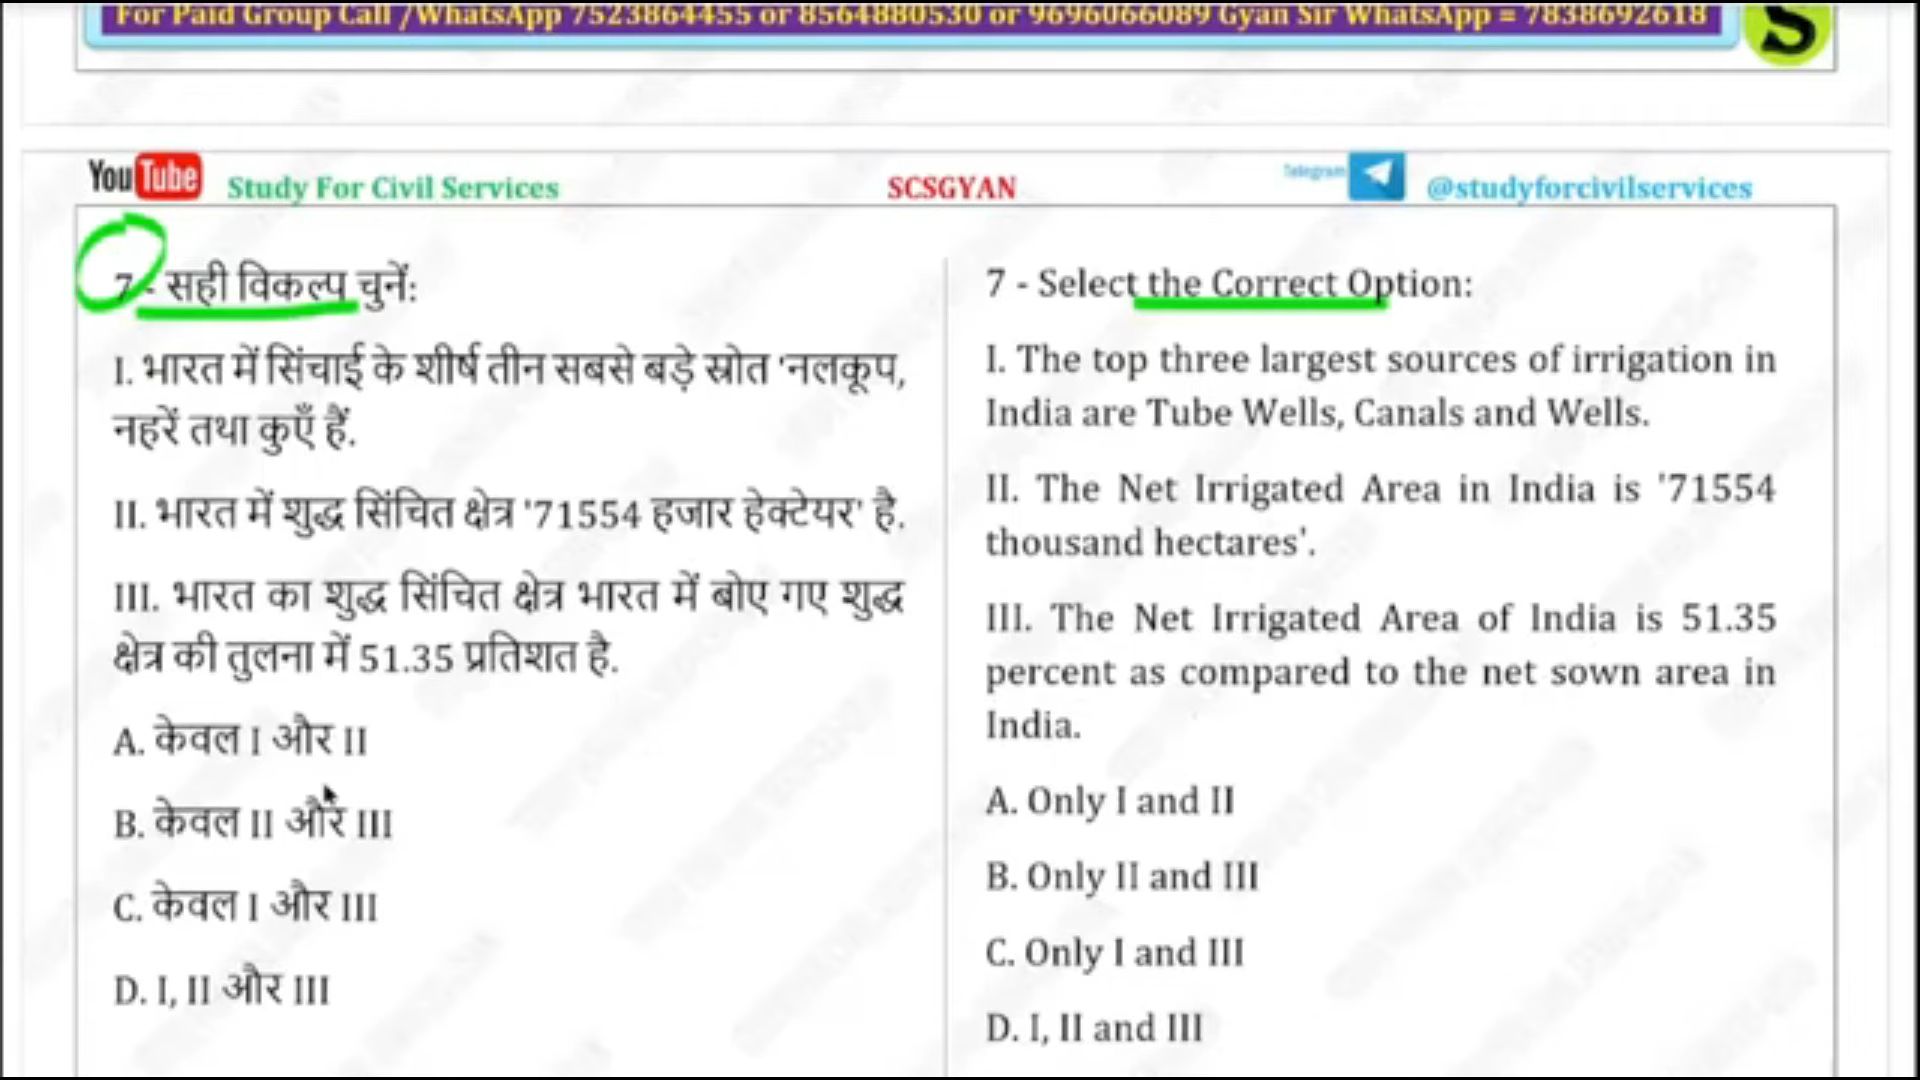 For Paid Group Call /WhatsApp 7523864455 or 8564880530 or 9696066089 Gyan Sir WhatsApp = 7838692618
S
YouTube Study For Civil Services SCSGYAN Telegram @studyforcivilservices
7 - सही विकल्प चुनें:
I. भारत में सिंचाई के शीर्ष तीन सबसे बड़े स्रोत 'नलकूप,
नहरें तथा कुएँ हैं.
II. भारत में शुद्ध सिंचित क्षेत्र '71554 हजार हेक्टेयर' है.
III. भारत का शुद्ध सिंचित क्षेत्र भारत में बोए गए शुद्ध
क्षेत्र की तुलना में 51.35 प्रतिशत है.
A. केवल I और II
B. केवल II और III
C. केवल I और III
D. I, II और III
7 - Select the Correct Option:
I. The top three largest sources of irrigation in
India are Tube Wells, Canals and Wells.
II. The Net Irrigated Area in India is '71554
thousand hectares'.
III. The Net Irrigated Area of India is 51.35
percent as compared to the net sown area in
India.
A. Only I and II
B. Only II and III
C. Only I and III
D. I, II and III